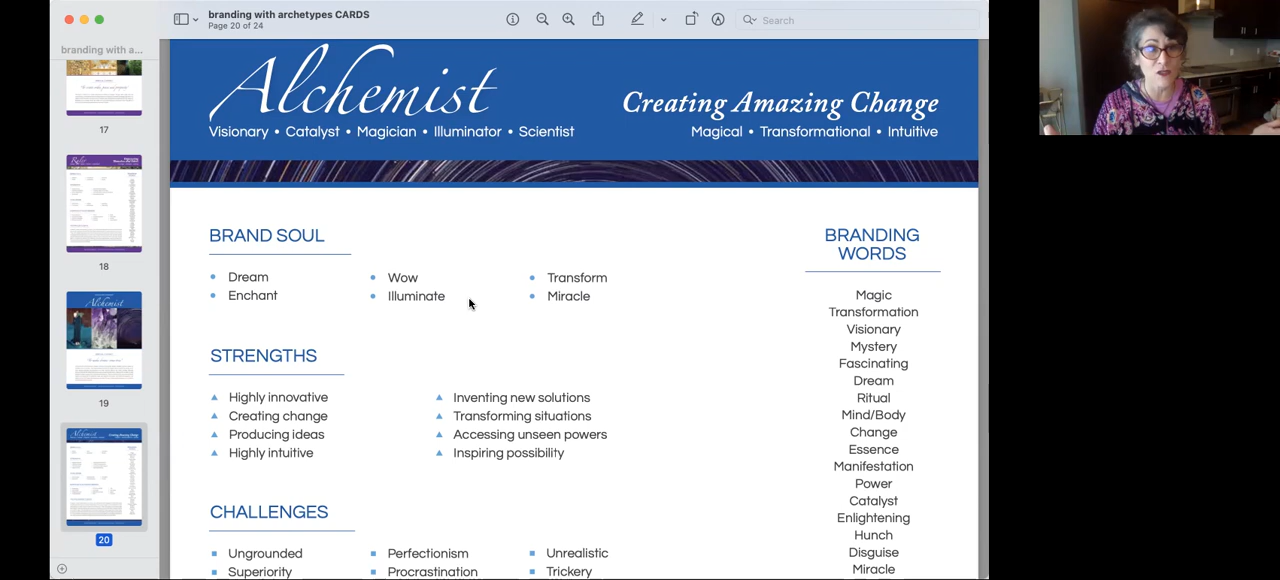 branding with archetypes CARDS
Page 20 of 24
Search
branding with a...
17
18
Alchemist
19
20
Alchemist
Creating Amazing Change
Visionary • Catalyst • Magician • Illuminator • Scientist
Magical • Transformational • Intuitive
BRAND SOUL
Dream
Enchant
Wow
Illuminate
Transform
Miracle
STRENGTHS
Highly innovative
Creating change
Producing ideas
Highly intuitive
Inventing new solutions
Transforming situations
Accessing unseen powers
Inspiring possibility
CHALLENGES
Ungrounded
Superiority
Perfectionism
Procrastination
Unrealistic
Trickery
BRANDING
WORDS
Magic
Transformation
Visionary
Mystery
Fascinating
Dream
Ritual
Mind/Body
Change
Essence
Manifestation
Power
Catalyst
Enlightening
Hunch
Disguise
Miracle